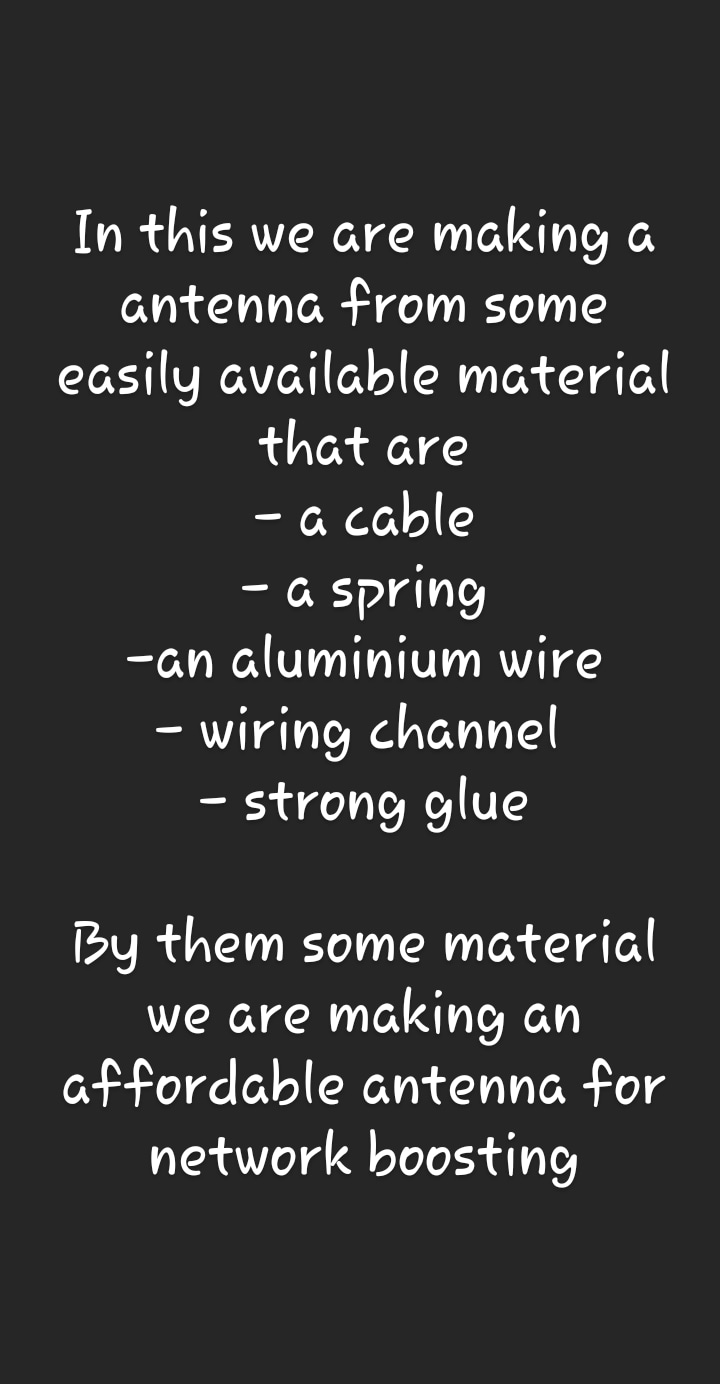 In this we are making a
antenna from some
easily available material
that are
- a cable
- a spring
-an aluminium wire
- wiring channel
- strong glue
By them some material
we are making an
affordable antenna for
network boosting